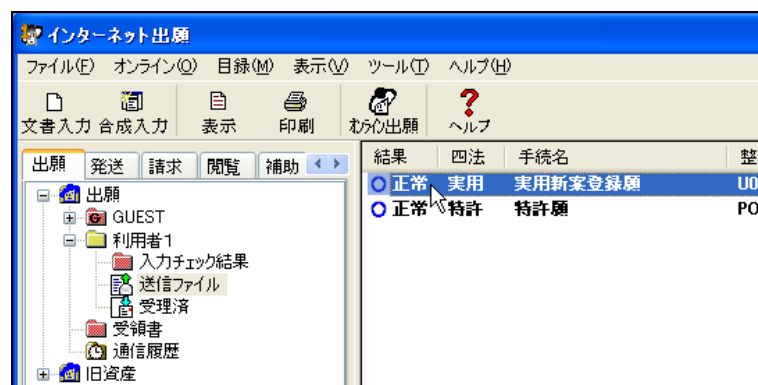 インターネット出願
ファイル(F) オンライン(O) 目録(M) 表示(V) ツール(T) ヘルプ(H)
文書入力 合成入力 表示 印刷 オンライン出願 ヘルプ
出願 発送 請求 閲覧 補助
結果 四法 手続名 整
正常 実用 実用新案登録願 U0
正常 特許 特許願 PO
出願
GUEST
利用者1
入力チェック結果
送信ファイル
受理済
受領書
通信履歴
旧資産